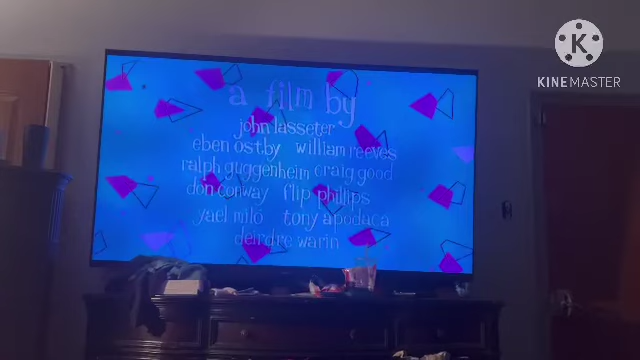 K
KINEMASTER
a film by
john lasseter
eben ostby william reeves
ralph guggenheim craig good
don conway flip phillips
yael miló tony apodaca
deirdre warin